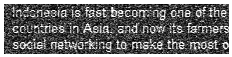 Indonesia is fast becoming one of the
countries in Asia, and now its farmers
social networking to make the most o